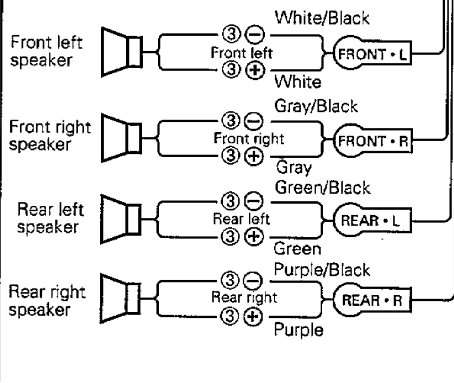 White/Black
Front left speaker
③ ⊖
Front left
③ ⊕
FRONT • L
White
Gray/Black
Front right speaker
③ ⊖
Front right
③ ⊕
FRONT • R
Gray
Green/Black
Rear left speaker
③ ⊖
Rear left
③ ⊕
REAR • L
Green
Purple/Black
Rear right speaker
③ ⊖
Rear right
③ ⊕
REAR • R
Purple